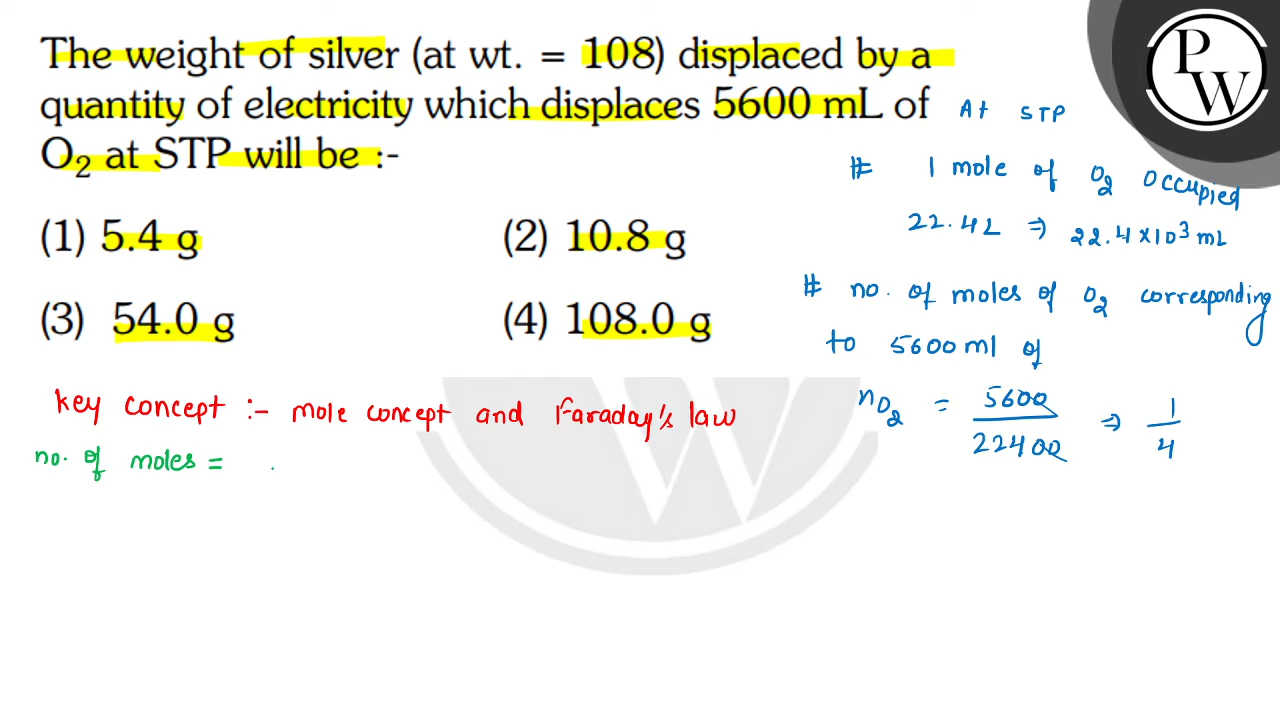 The weight of silver (at wt. = 108) displaced by a
quantity of electricity which displaces 5600 mL of
O₂ at STP will be :-
(1) 5.4 g (2) 10.8 g
(3) 54.0 g (4) 108.0 g
Key concept :- mole concept and Faraday's law
no. of moles =
PW
At STP
# 1 mole of O₂ occupied
22.4L ⇒ 22.4×10³ mL
# no. of moles of O₂ corresponding
to 5600 ml of
nO₂ = 5600/22400 ⇒ 1/4